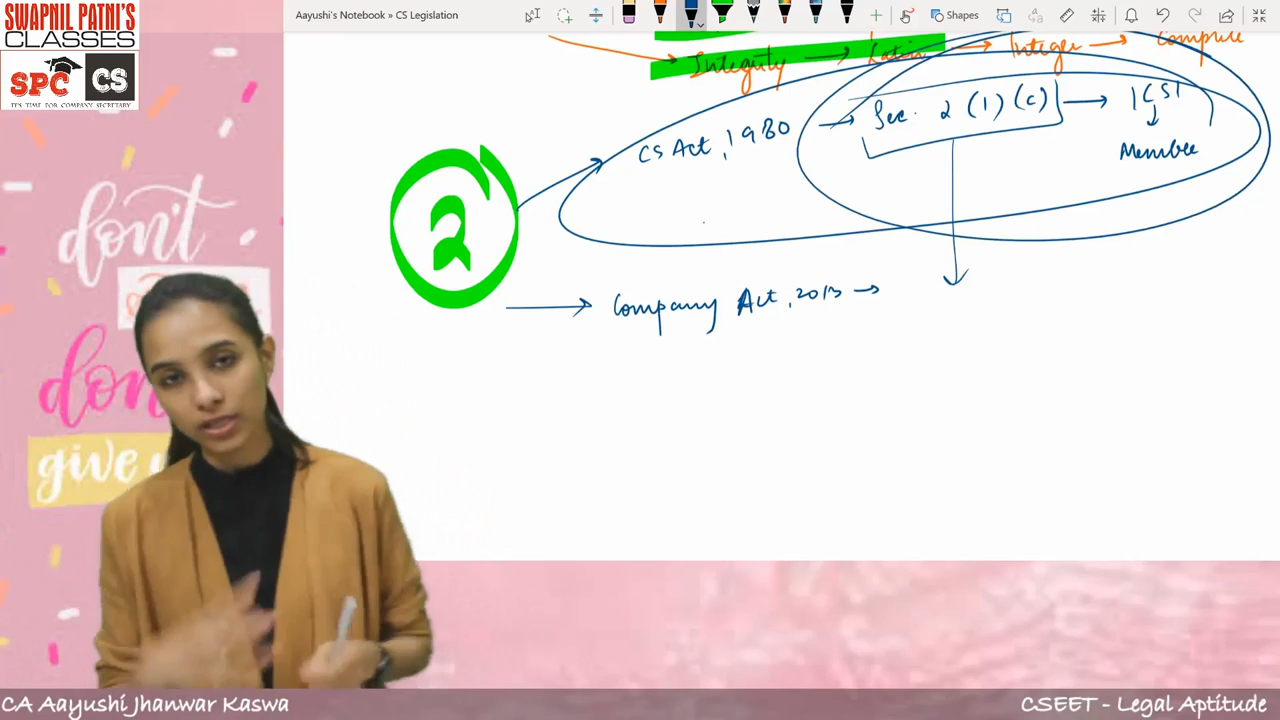 SWAPNIL PATNI'S
CLASSES
SPC CS
IT'S TIME FOR COMPANY SECRETARY
Aayushi's Notebook » CS Legislation
Shapes
Integrity → Latin → Integer → Compute
CS Act, 1980 → Sec. 2 (1) (c) → ICSI
Member
2
→ Company Act, 2013 →
don't
don
give u
CA Aayushi Jhanwar Kaswa
CSEET - Legal Aptitude